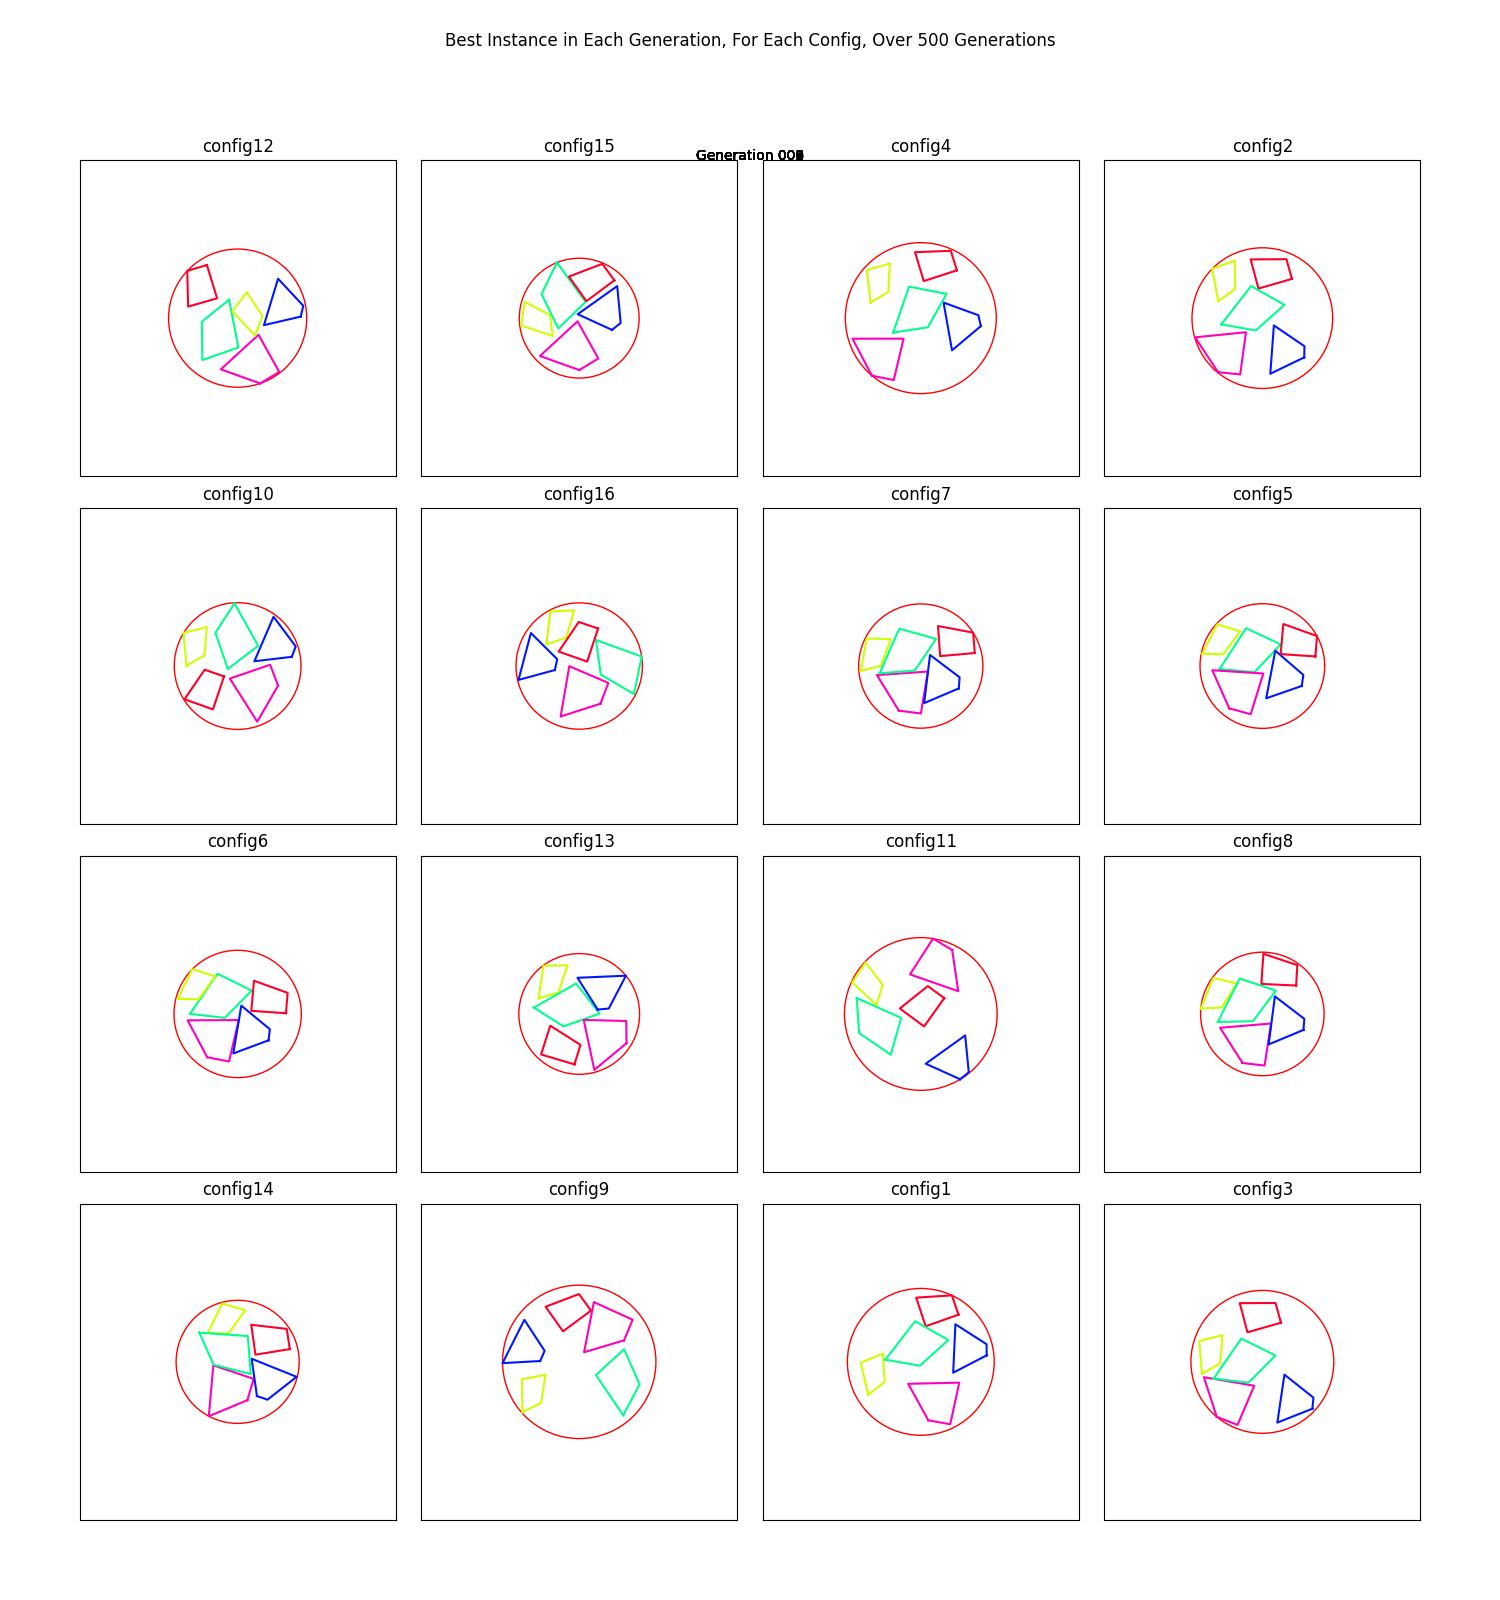 Best Instance in Each Generation, For Each Config, Over 500 Generations
config12 config15 config4 config2
Generation
config10 config16 config7 config5
config6 config13 config11 config8
config14 config9 config1 config3